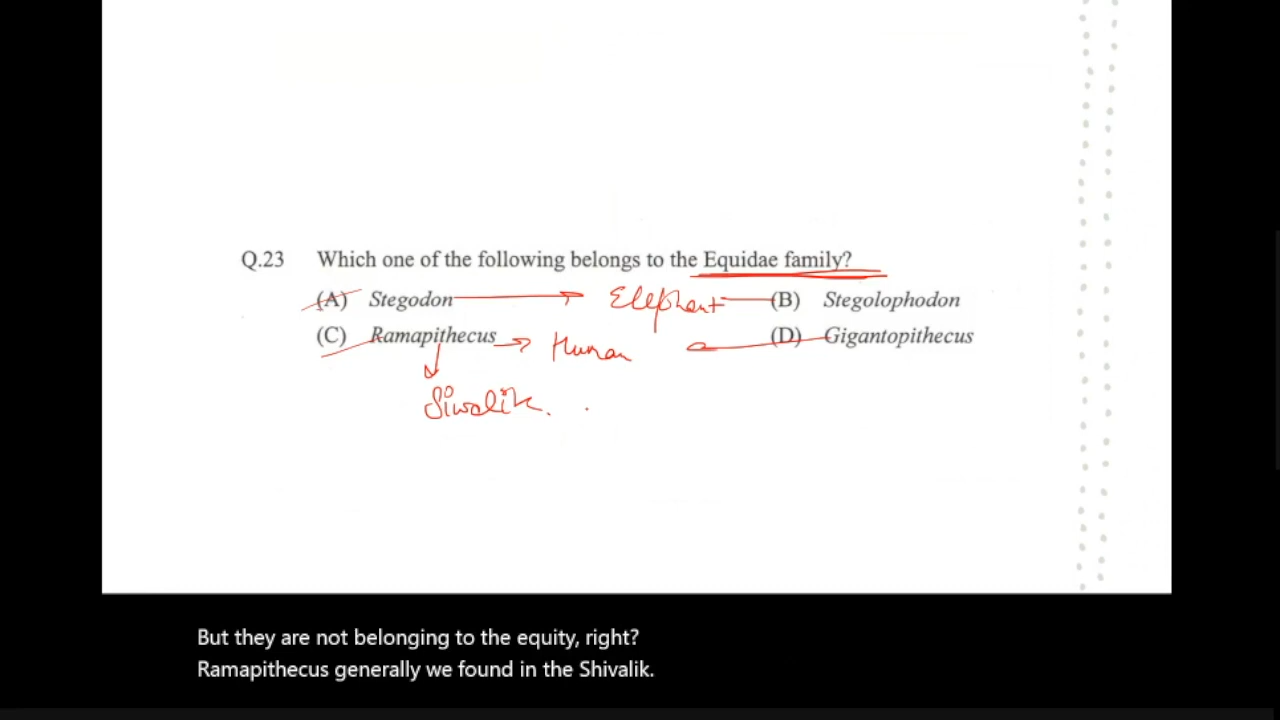 Q.23 Which one of the following belongs to the Equidae family?
(A) Stegodon Elephant (B) Stegolophodon
(C) Ramapithecus Human (D) Gigantopithecus
Siwalik.
But they are not belonging to the equity, right?
Ramapithecus generally we found in the Shivalik.